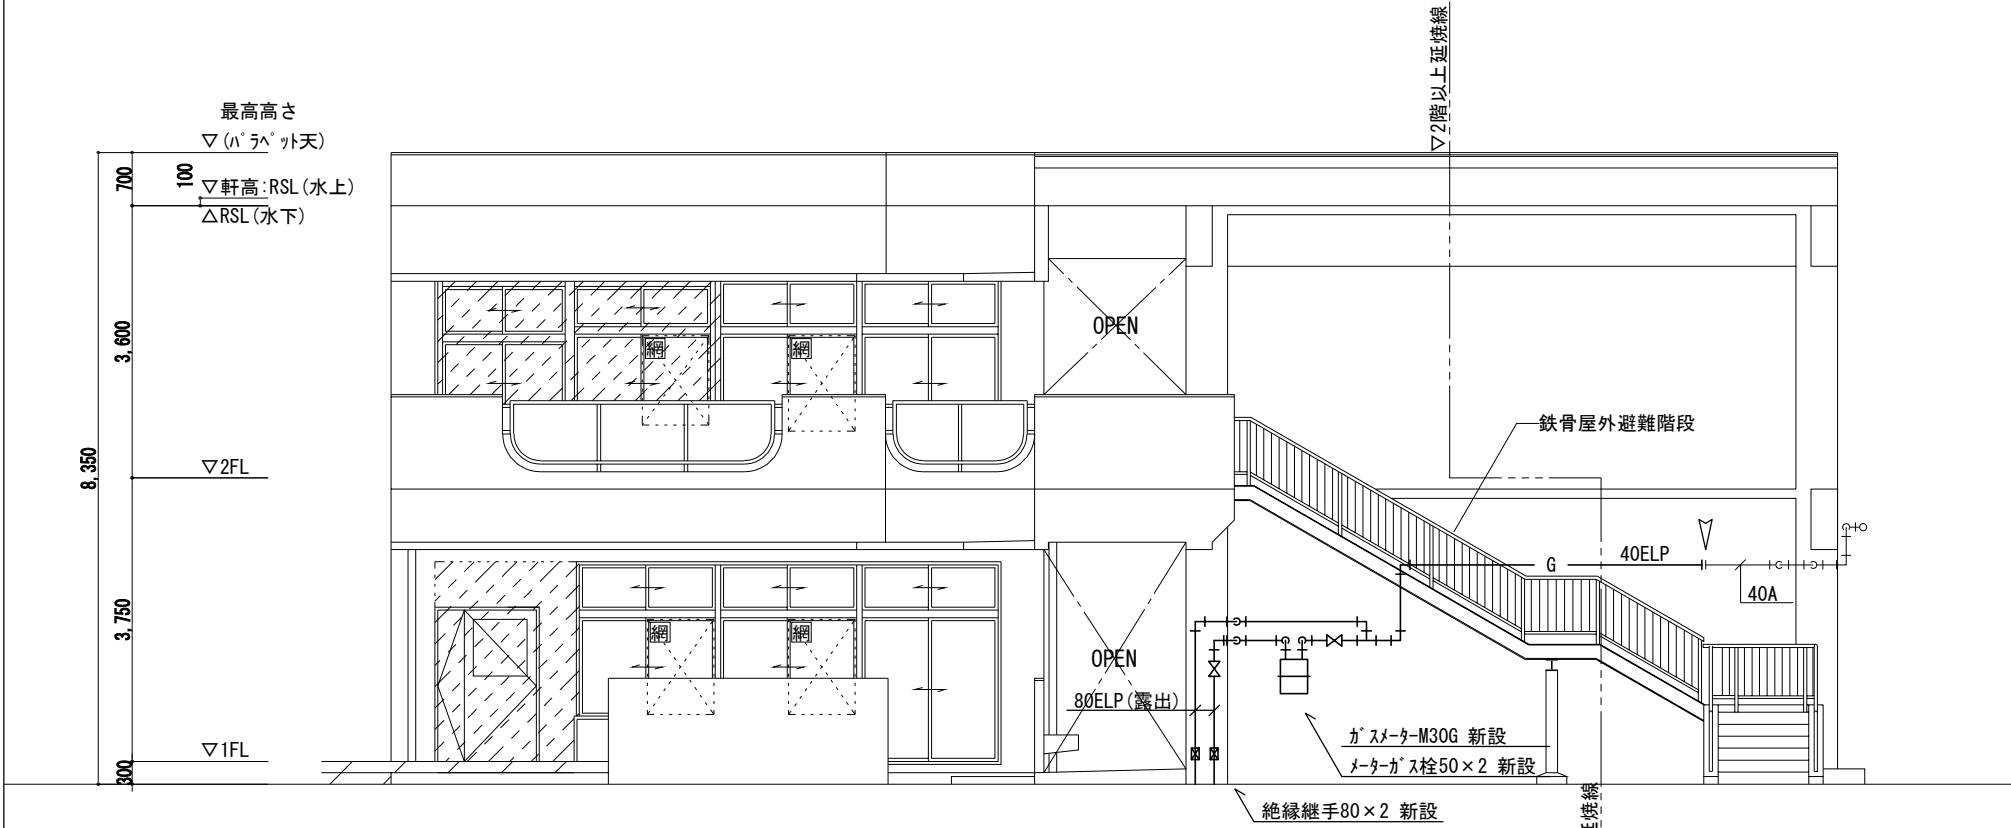 ▽2階以上延焼線
最高高さ
▽(ﾊﾟﾗﾍﾟｯﾄ天)
700
100
▽軒高:RSL(水上)
△RSL(水下)
OPEN
3,600
網
網
鉄骨屋外避難階段
8,350
▽2FL
G
40ELP
40A
3,750
網
網
OPEN
80ELP(露出)
ｶﾞｽﾒｰﾀｰM30G 新設
▽1FL
ﾒｰﾀｰｶﾞｽ栓50×2 新設
300
絶縁継手80×2 新設
延焼線